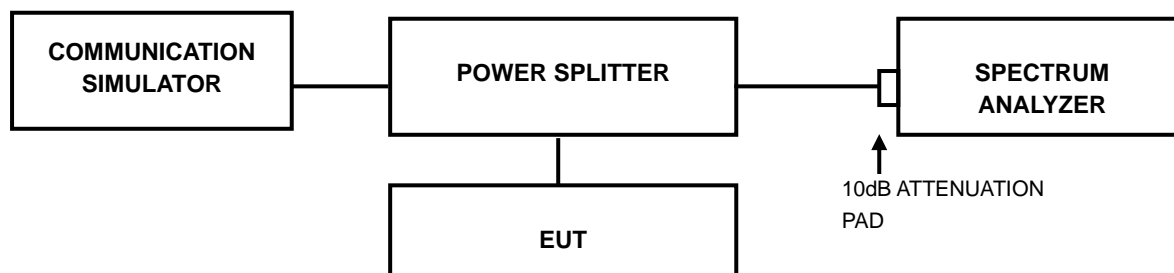 COMMUNICATION
SIMULATOR
POWER SPLITTER
SPECTRUM
ANALYZER
10dB ATTENUATION
PAD
EUT